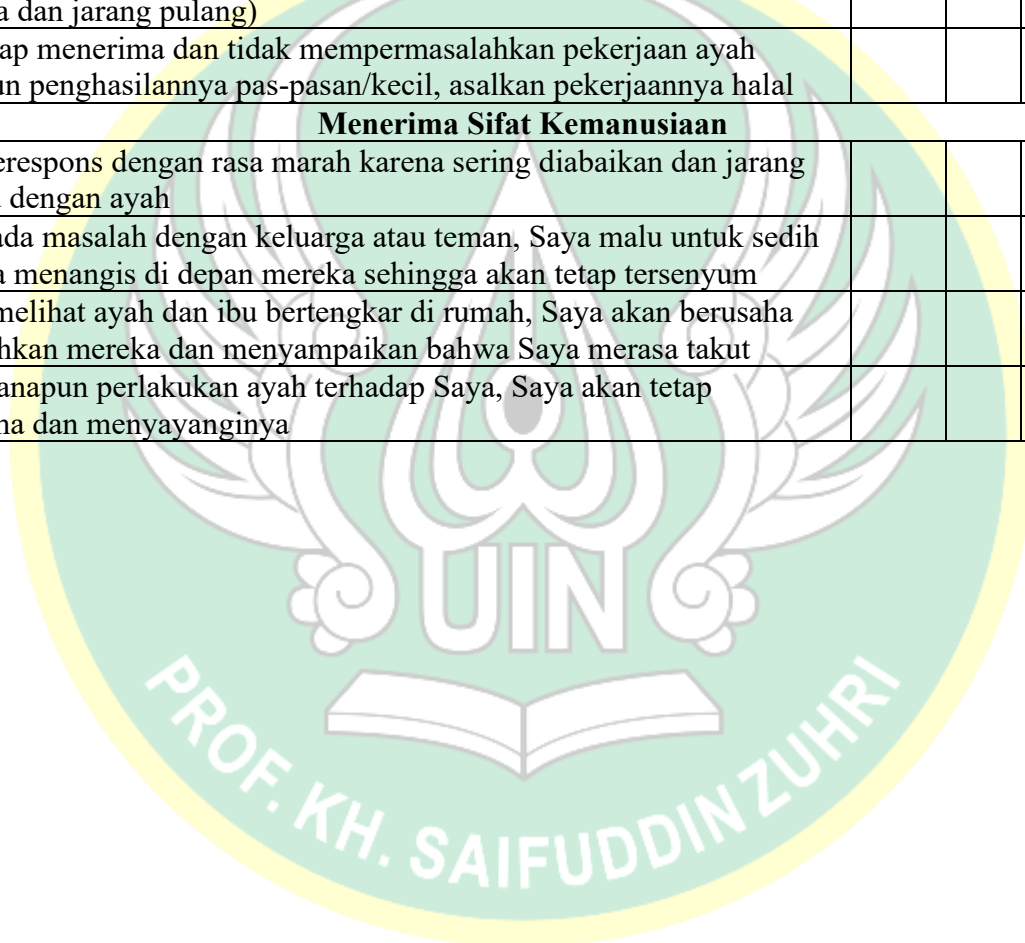 a dan jarang pulang)
ap menerima dan tidak mempermasalahkan pekerjaan ayah
un penghasilannya pas-pasan/kecil, asalkan pekerjaannya halal
Menerima Sifat Kemanusiaan
erespons dengan rasa marah karena sering diabaikan dan jarang
dengan ayah
ada masalah dengan keluarga atau teman, Saya malu untuk sedih
a menangis di depan mereka sehingga akan tetap tersenyum
melihat ayah dan ibu bertengkar di rumah, Saya akan berusaha
hkan mereka dan menyampaikan bahwa Saya merasa takut
anapun perlakukan ayah terhadap Saya, Saya akan tetap
na dan menyayanginya
UIN
PROF. KH. SAIFUDDIN ZUHRI